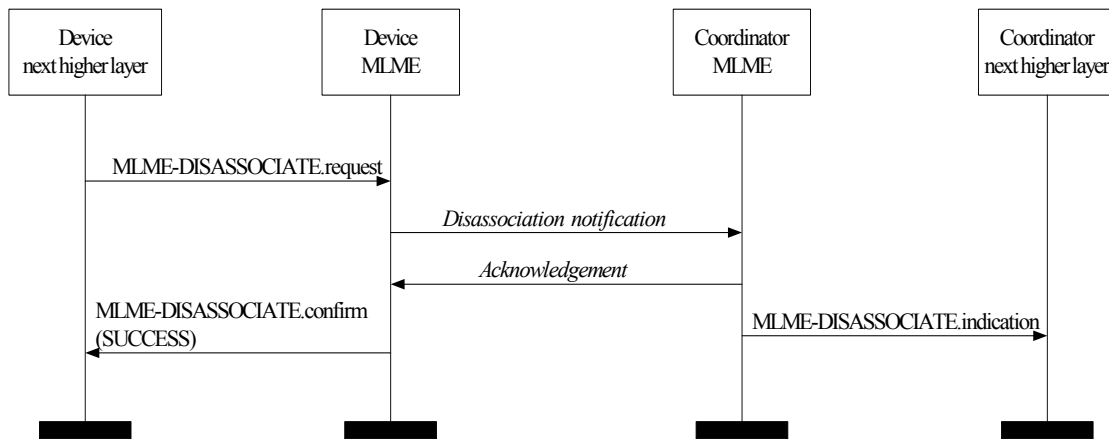 Device
next higher layer
Device
MLME
Coordinator
MLME
Coordinator
next higher layer
MLME-DISASSOCIATE.request
Disassociation notification
Acknowledgement
MLME-DISASSOCIATE.confirm
(SUCCESS)
MLME-DISASSOCIATE.indication